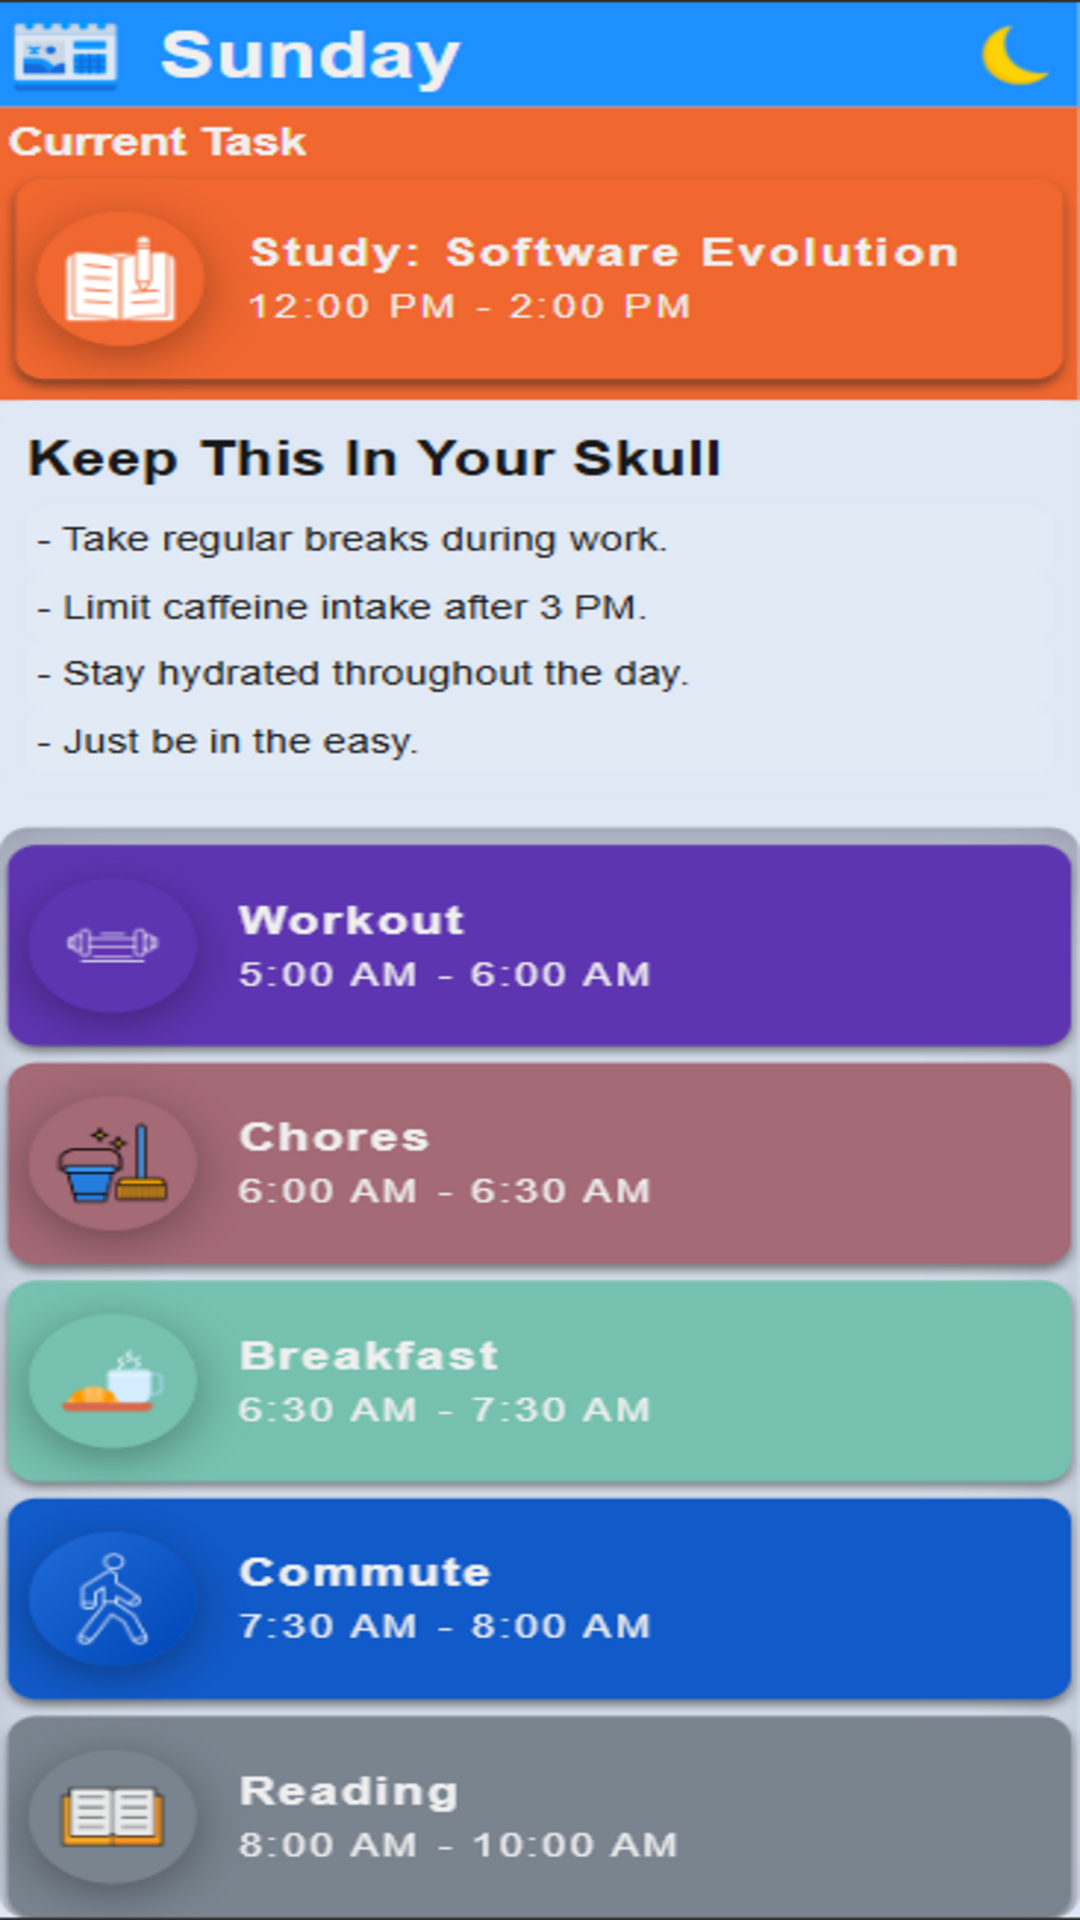 Sunday
Current Task
Study: Software Evolution
12:00 PM - 2:00 PM
Keep This In Your Skull
- Take regular breaks during work.
- Limit caffeine intake after 3 PM.
- Stay hydrated throughout the day.
- Just be in the easy.
Workout
5:00 AM - 6:00 AM
Chores
6:00 AM - 6:30 AM
Breakfast
6:30 AM - 7:30 AM
Commute
7:30 AM - 8:00 AM
Reading
8:00 AM - 10:00 AM